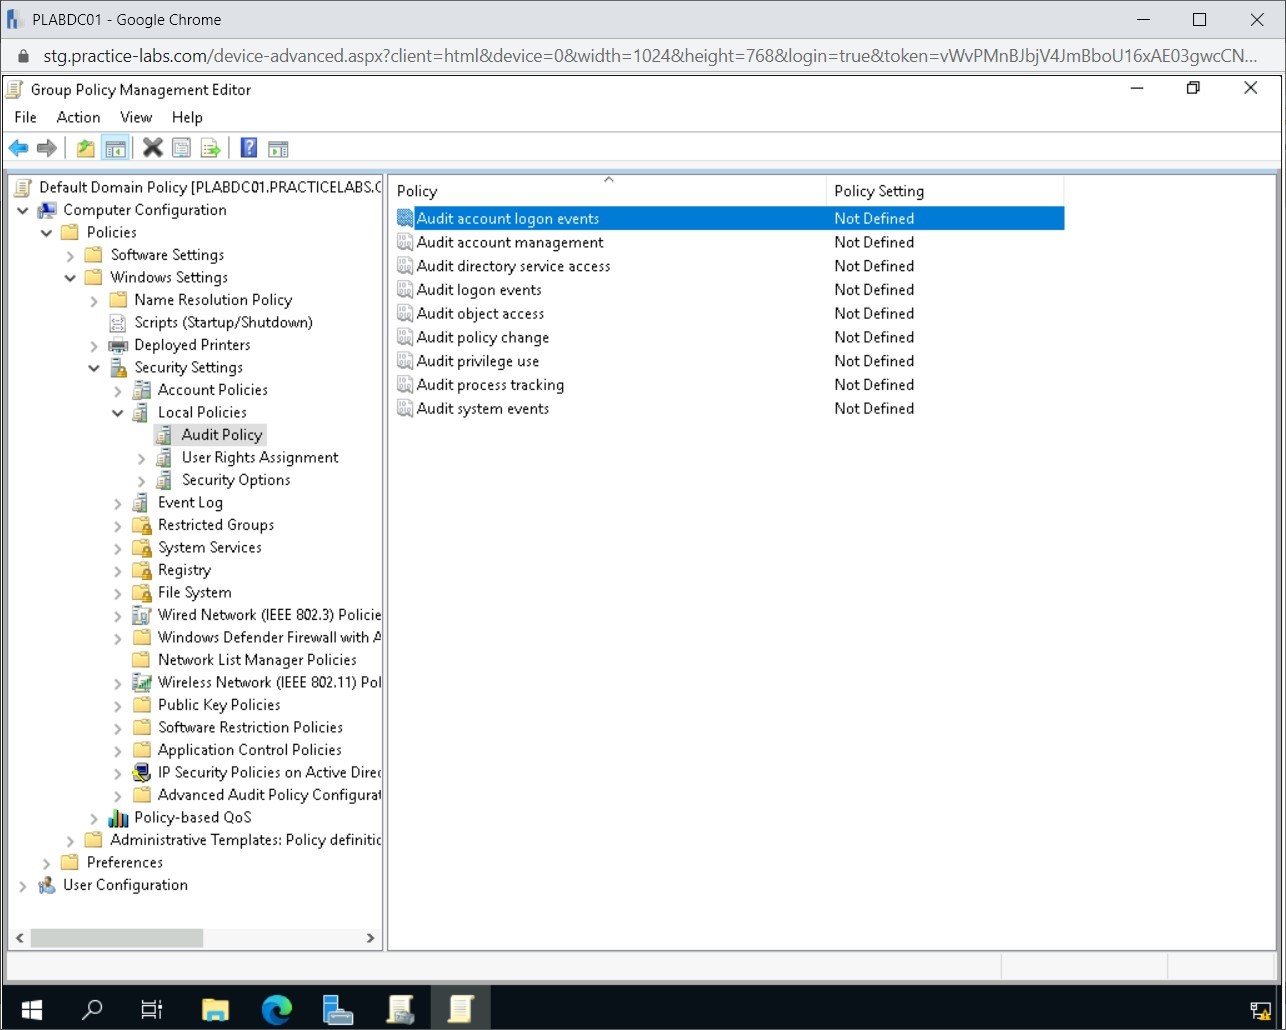 PLABDC01 - Google Chrome
stg.practice-labs.com/device-advanced.aspx?client=html&device=0&width=1024&height=768&login=true&token=vWvPMnBJbjV4JmBboU16xAE03gwcCN...
Group Policy Management Editor
File Action View Help
Default Domain Policy [PLABDC01.PRACTICELABS.C
Computer Configuration
Policies
Software Settings
Windows Settings
Name Resolution Policy
Scripts (Startup/Shutdown)
Deployed Printers
Security Settings
Account Policies
Local Policies
Audit Policy
User Rights Assignment
Security Options
Event Log
Restricted Groups
System Services
Registry
File System
Wired Network (IEEE 802.3) Policie
Windows Defender Firewall with A
Network List Manager Policies
Wireless Network (IEEE 802.11) Pol
Public Key Policies
Software Restriction Policies
Application Control Policies
IP Security Policies on Active Direc
Advanced Audit Policy Configurat
Policy-based QoS
Administrative Templates: Policy definitic
Preferences
User Configuration
Policy Policy Setting
Audit account logon events Not Defined
Audit account management Not Defined
Audit directory service access Not Defined
Audit logon events Not Defined
Audit object access Not Defined
Audit policy change Not Defined
Audit privilege use Not Defined
Audit process tracking Not Defined
Audit system events Not Defined